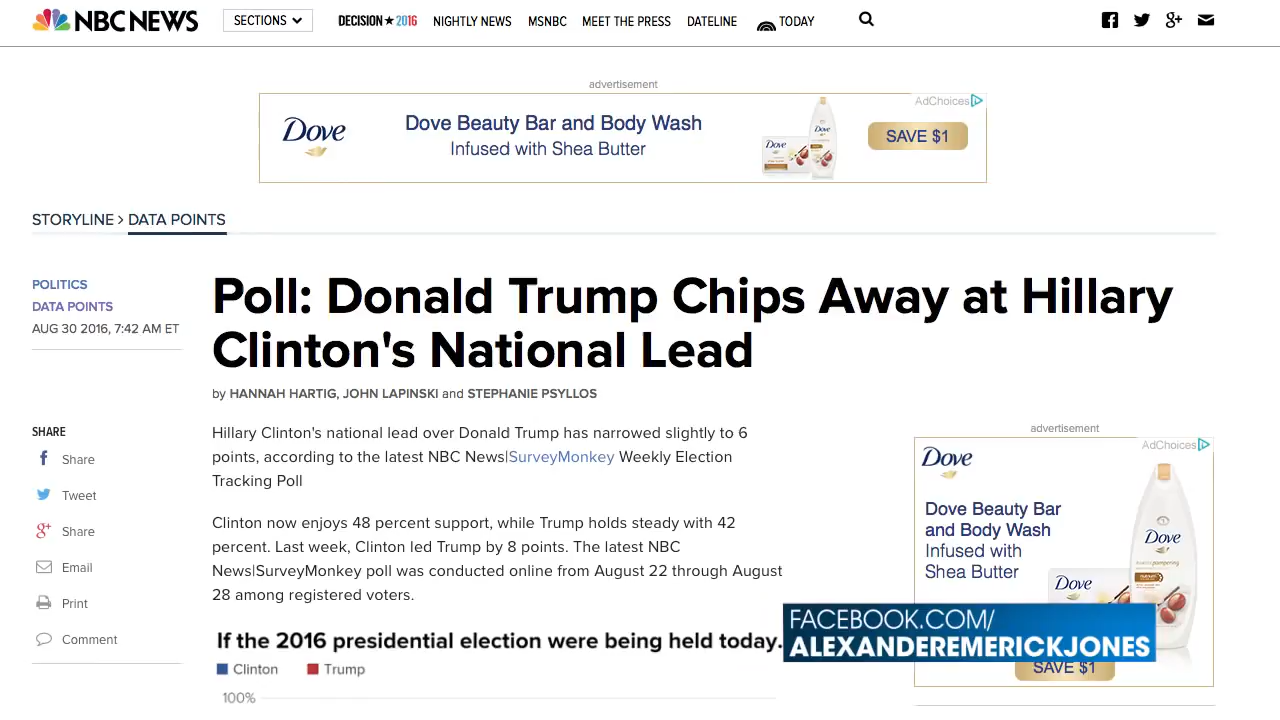 NBC NEWS
SECTIONS
DECISION★2016
NIGHTLY NEWS
MSNBC
MEET THE PRESS
DATELINE
TODAY
advertisement
AdChoices
Dove
Dove Beauty Bar and Body Wash
Infused with Shea Butter
Dove
Dove
SAVE $1
STORYLINE > DATA POINTS
POLITICS
DATA POINTS
AUG 30 2016, 7:42 AM ET
Poll: Donald Trump Chips Away at Hillary
Clinton's National Lead
by HANNAH HARTIG, JOHN LAPINSKI and STEPHANIE PSYLLOS
SHARE
Share
Tweet
Share
Email
Print
Comment
Hillary Clinton's national lead over Donald Trump has narrowed slightly to 6
points, according to the latest NBC News|SurveyMonkey Weekly Election
Tracking Poll
Clinton now enjoys 48 percent support, while Trump holds steady with 42
percent. Last week, Clinton led Trump by 8 points. The latest NBC
News|SurveyMonkey poll was conducted online from August 22 through August
28 among registered voters.
If the 2016 presidential election were being held today.
Clinton
Trump
100%
advertisement
AdChoices
Dove
Dove Beauty Bar
and Body Wash
Infused with
Shea Butter
Dove
Dove
SAVE $1
FACEBOOK.COM/
ALEXANDEREMERICKJONES